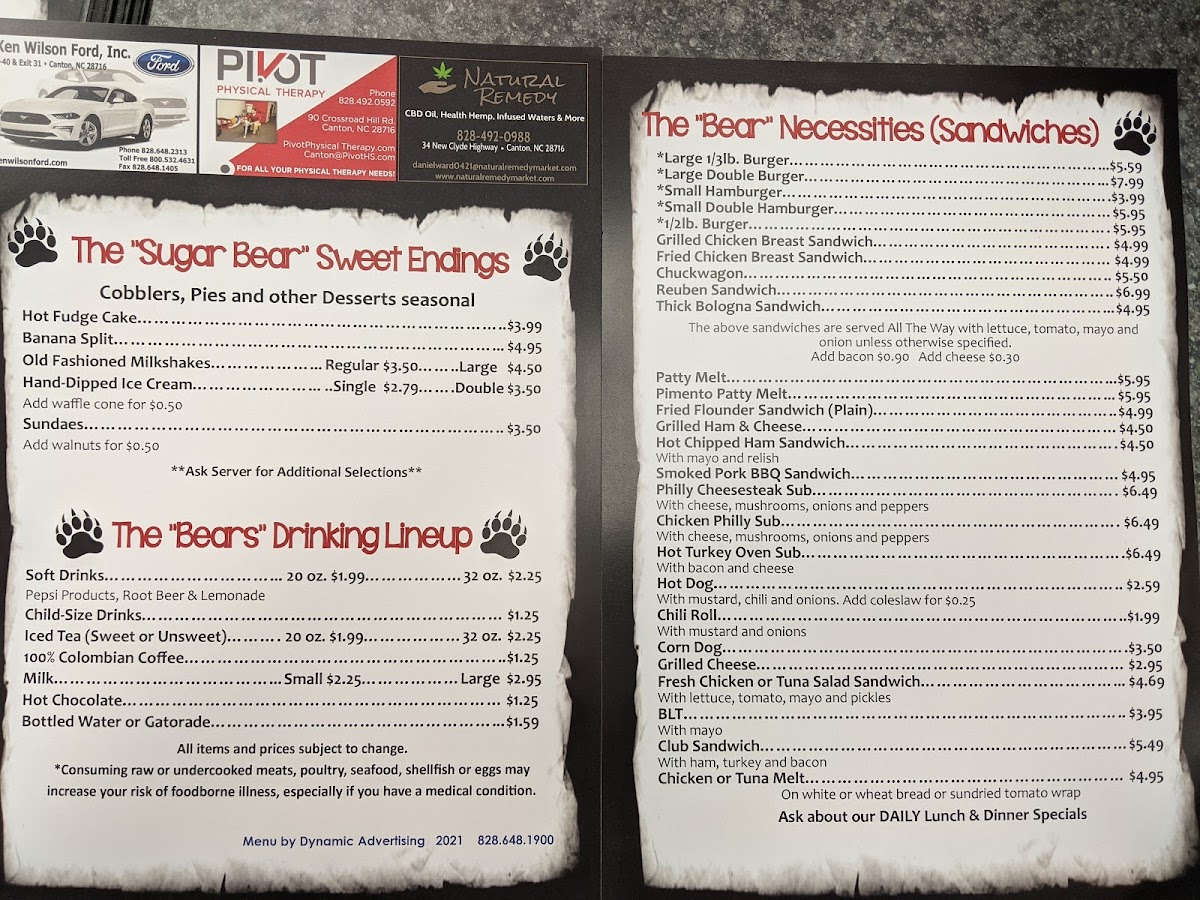 Ken Wilson Ford, Inc.
-40 & Exit 31 • Canton, NC 28716
Ford
Phone 828.648.2313
Toll Free 800.532.4631
Fax 828.648.1405
enwilsonford.com
PIVOT
PHYSICAL THERAPY
Phone
828.492.0592
90 Crossroad Hill Rd.
Canton, NC 28716
PivotPhysical Therapy.com
Canton@PivotHS.com
FOR ALL YOUR PHYSICAL THERAPY NEEDS!
NATURAL
REMEDY
CBD Oil, Health Hemp, Infused Waters & More
828-492-0988
34 New Clyde Highway • Canton, NC 28716
danielward0421@naturalremedymarket.com
www.naturalremedymarket.com
The "Sugar Bear" Sweet Endings
Cobblers, Pies and other Desserts seasonal
Hot Fudge Cake……………………………………………………..$3.99
Banana Split………………………………………………………… $4.95
Old Fashioned Milkshakes………………… Regular $3.50……..Large $4.50
Hand-Dipped Ice Cream……………………..Single $2.79…….Double $3.50
Add waffle cone for $0.50
Sundaes……………………………………………………………… $3.50
Add walnuts for $0.50
**Ask Server for Additional Selections**
The "Bears" Drinking Lineup
Soft Drinks…………………………… 20 oz. $1.99……………… 32 oz. $2.25
Pepsi Products, Root Beer & Lemonade
Child-Size Drinks…………………………………………………… $1.25
Iced Tea (Sweet or Unsweet)………. 20 oz. $1.99……………… 32 oz. $2.25
100% Colombian Coffee……………………………………………..$1.25
Milk…………………………………… Small $2.25……………… Large $2.95
Hot Chocolate……………………………………………………… $1.25
Bottled Water or Gatorade…………………………………………...$1.59
All items and prices subject to change.
*Consuming raw or undercooked meats, poultry, seafood, shellfish or eggs may
increase your risk of foodborne illness, especially if you have a medical condition.
Menu by Dynamic Advertising 2021 828.648.1900
The "Bear" Necessities (Sandwiches)
*Large 1/3lb. Burger……………………………………………...$5.59
*Large Double Burger……………………………………………...$7.99
*Small Hamburger…………………………………………………...$3.99
*Small Double Hamburger………………………………………...$5.95
*1/2lb. Burger……………………………………………………...$5.95
Grilled Chicken Breast Sandwich………………………………… $4.99
Fried Chicken Breast Sandwich…………………………………… $4.99
Chuckwagon……………………………………………………… $5.50
Reuben Sandwich………………………………………………… $6.99
Thick Bologna Sandwich…………………………………………...$4.95
The above sandwiches are served All The Way with lettuce, tomato, mayo and
onion unless otherwise specified.
Add bacon $0.90 Add cheese $0.30
Patty Melt…………………………………………………………...$5.95
Pimento Patty Melt…………………………………………………...$5.95
Fried Flounder Sandwich (Plain)………………………………… $4.99
Grilled Ham & Cheese……………………………………………… $4.50
Hot Chipped Ham Sandwich……………………………………… $4.50
With mayo and relish
Smoked Pork BBQ Sandwich……………………………………… $4.95
Philly Cheesesteak Sub…………………………………………… $6.49
With cheese, mushrooms, onions and peppers
Chicken Philly Sub………………………………………………… $6.49
With cheese, mushrooms, onions and peppers
Hot Turkey Oven Sub……………………………………………...$6.49
With bacon and cheese
Hot Dog…………………………………………………………… $2.59
With mustard, chili and onions. Add coleslaw for $0.25
Chili Roll…………………………………………………………...$1.99
With mustard and onions
Corn Dog…………………………………………………………… $3.50
Grilled Cheese……………………………………………………… $2.95
Fresh Chicken or Tuna Salad Sandwich………………………… $4.69
With lettuce, tomato, mayo and pickles
BLT………………………………………………………………… $3.95
With mayo
Club Sandwich……………………………………………………… $5.49
With ham, turkey and bacon
Chicken or Tuna Melt……………………………………………… $4.95
On white or wheat bread or sundried tomato wrap
Ask about our DAILY Lunch & Dinner Specials